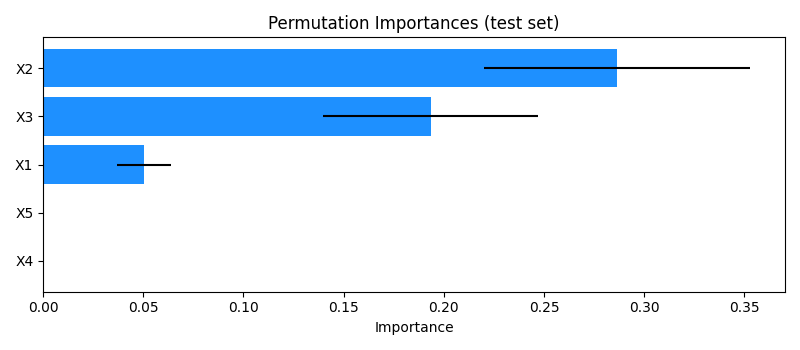 Permutation Importances (test set)
X2
X3
X1
X5
X4
0.00 0.05 0.10 0.15 0.20 0.25 0.30 0.35
Importance